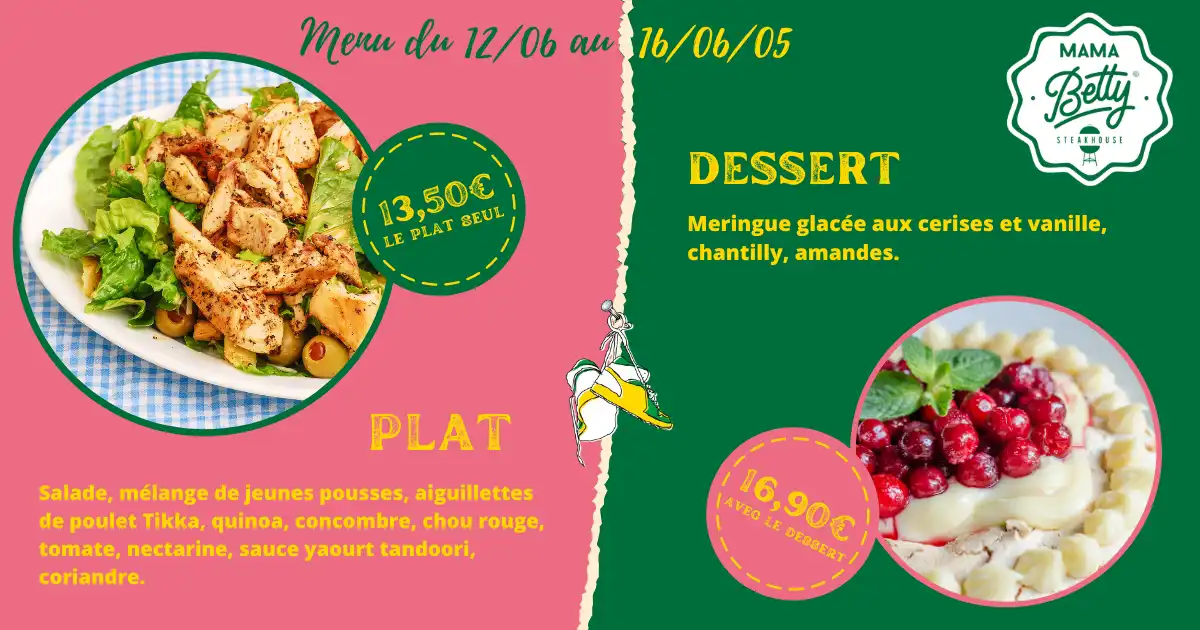 Menu du 12/06 au 16/06/05
MAMA
Betty®
STEAKHOUSE
13,50€
LE PLAT SEUL
PLAT
Salade, mélange de jeunes pousses, aiguillettes
de poulet Tikka, quinoa, concombre, chou rouge,
tomate, nectarine, sauce yaourt tandoori,
coriandre.
DESSERT
Meringue glacée aux cerises et vanille,
chantilly, amandes.
16,90€
AVEC LE DESSERT